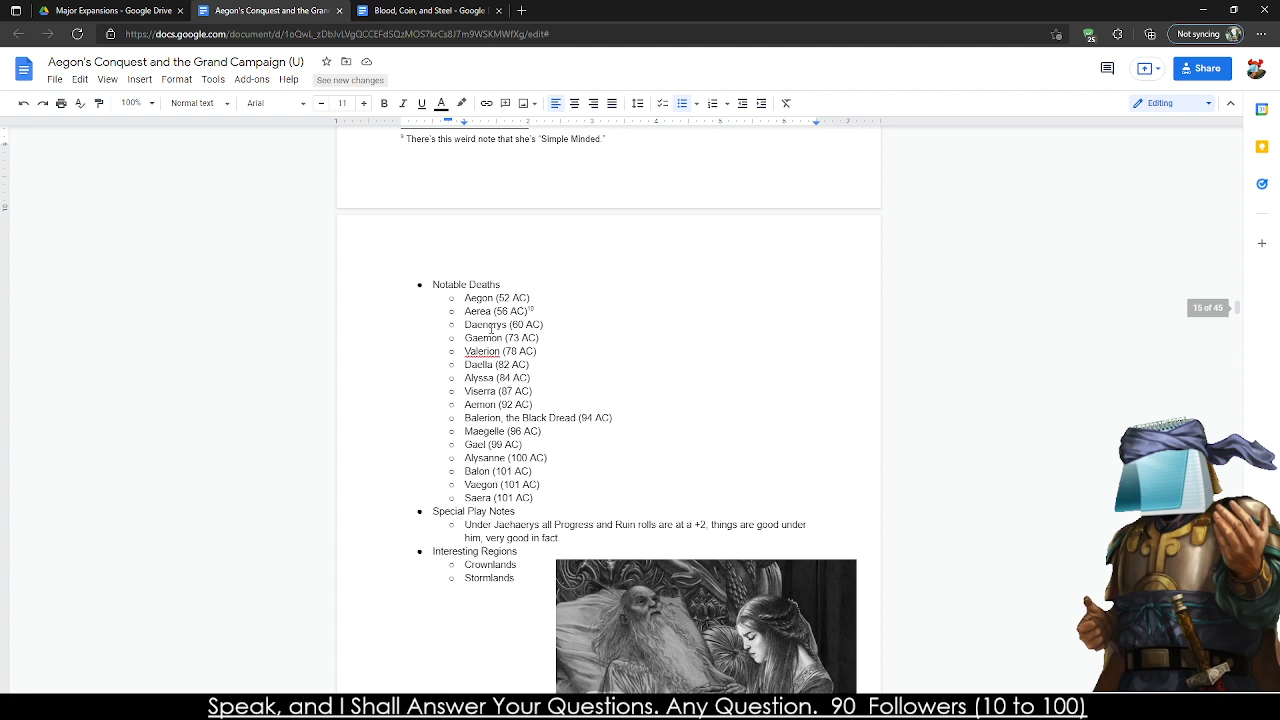 Major Expansions - Google Drive
Aegon's Conquest and the Gran
Blood, Coin, and Steel - Google
https://docs.google.com/document/d/1oQwL_zDbJvLVgQCCEFdSQzMOS7krCs8J7m9WSKMWfXg/edit#
Not syncing
Aegon's Conquest and the Grand Campaign (U)
File Edit View Insert Format Tools Add-ons Help See new changes
Share
100% Normal text Arial 11 Editing
9 There's this weird note that she's "Simple Minded."
Notable Deaths
Aegon (52 AC)
Aerea (56 AC)10
Daenerys (60 AC)
Gaemon (73 AC)
Valerion (78 AC)
Daella (82 AC)
Alyssa (84 AC)
Viserra (87 AC)
Aemon (92 AC)
Balerion, the Black Dread (94 AC)
Maegelle (96 AC)
Gael (99 AC)
Alysanne (100 AC)
Balon (101 AC)
Vaegon (101 AC)
Saera (101 AC)
Special Play Notes
Under Jaehaerys all Progress and Ruin rolls are at a +2, things are good under
him, very good in fact.
Interesting Regions
Crownlands
Stormlands
15 of 45
Speak, and I Shall Answer Your Questions. Any Question. 90 Followers (10 to 100)